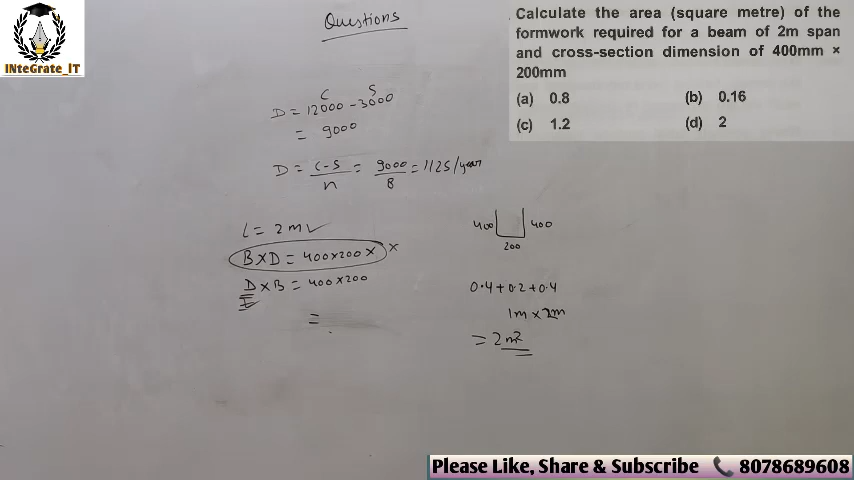 INteGrate_IT
Questions
Calculate the area (square metre) of the
formwork required for a beam of 2m span
and cross-section dimension of 400mm ×
200mm
(a) 0.8 (b) 0.16
(c) 1.2 (d) 2
C S
D = 12000 - 3000
= 9000
D = C-S/n = 9000/8 = 1125/year
L = 2m ✓
B×D = 400×200 × ×
D×B = 400×200
=
400 400
200
0.4+0.2+0.4
1m × 2m
= 2m²
Please Like, Share & Subscribe 📞 8078689608